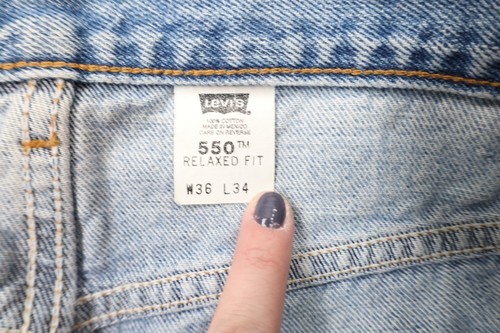 Levi's
100% COTTON
MADE IN MEXICO
CARE ON REVERSE
550™
RELAXED FIT
W36 L34